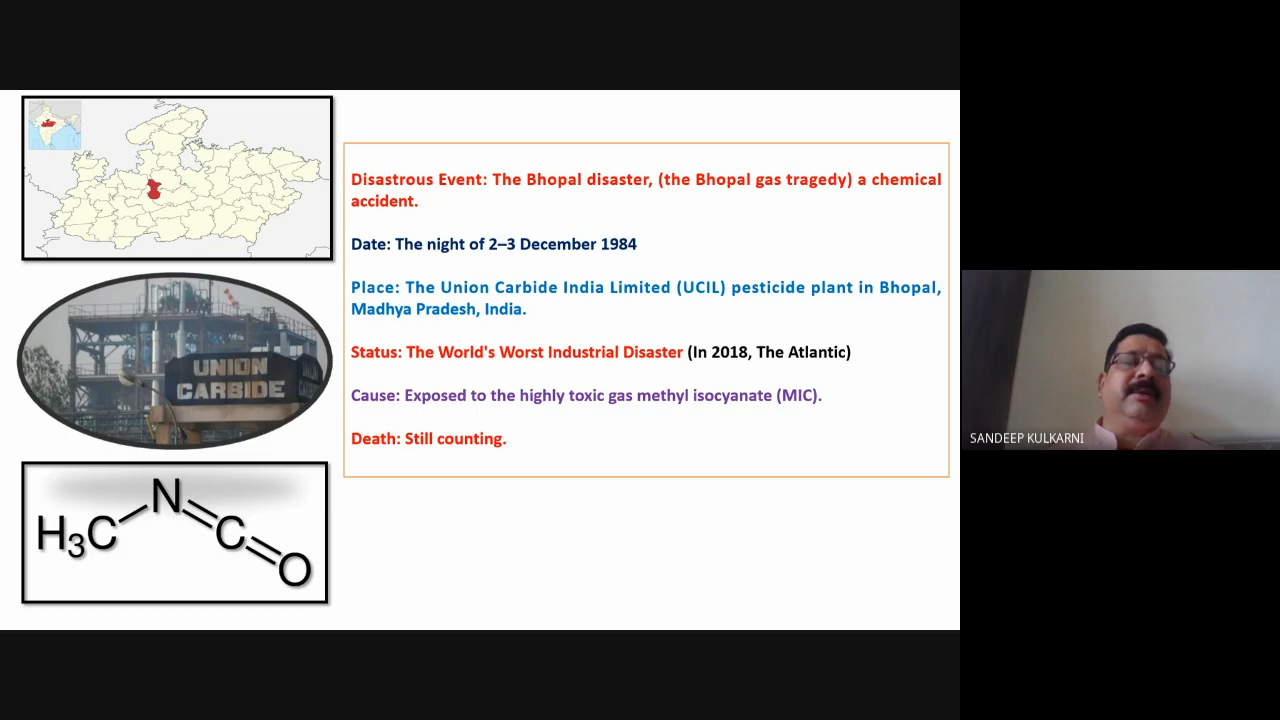 Disastrous Event: The Bhopal disaster, (the Bhopal gas tragedy) a chemical
accident.
Date: The night of 2–3 December 1984
Place: The Union Carbide India Limited (UCIL) pesticide plant in Bhopal,
Madhya Pradesh, India.
Status: The World's Worst Industrial Disaster (In 2018, The Atlantic)
Cause: Exposed to the highly toxic gas methyl isocyanate (MIC).
Death: Still counting.
UNION
CARBIDE
H3C N C O
SANDEEP KULKARNI